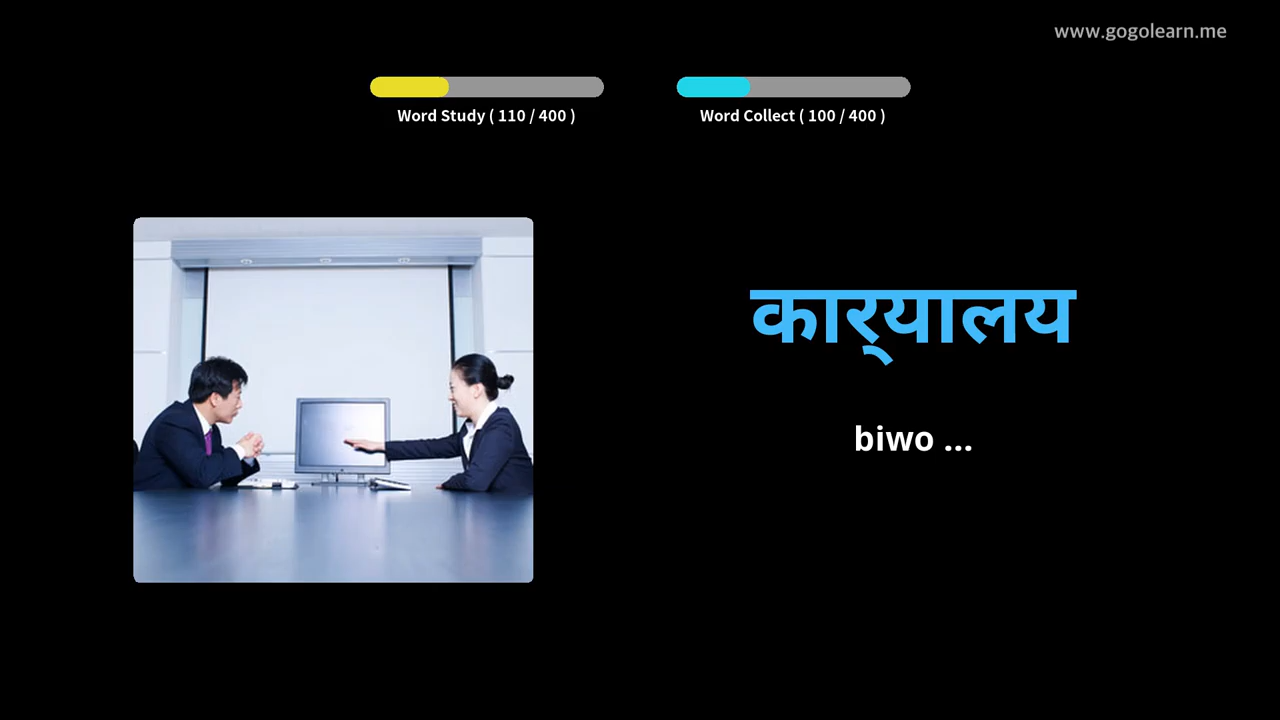 www.gogolearn.me
Word Study ( 110 / 400 )
Word Collect ( 100 / 400 )
कार्‍यालय
biwo ...